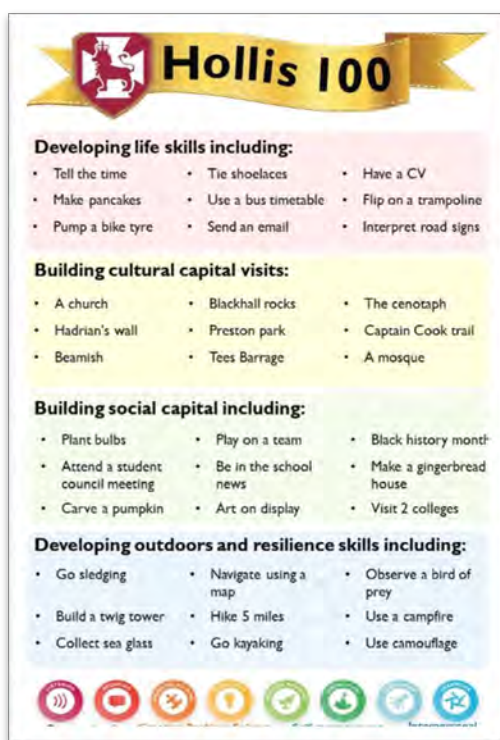 Hollis 100
Developing life skills including:
• Tell the time • Tie shoelaces • Have a CV
• Make pancakes • Use a bus timetable • Flip on a trampoline
• Pump a bike tyre • Send an email • Interpret road signs
Building cultural capital visits:
• A church • Blackhall rocks • The cenotaph
• Hadrian's wall • Preston park • Captain Cook trail
• Beamish • Tees Barrage • A mosque
Building social capital including:
• Plant bulbs • Play on a team • Black history month
• Attend a student • Be in the school • Make a gingerbread
council meeting news house
• Carve a pumpkin • Art on display • Visit 2 colleges
Developing outdoors and resilience skills including:
• Go sledging • Navigate using a • Observe a bird of
map prey
• Build a twig tower • Hike 5 miles • Use a campfire
• Collect sea glass • Go kayaking • Use camouflage